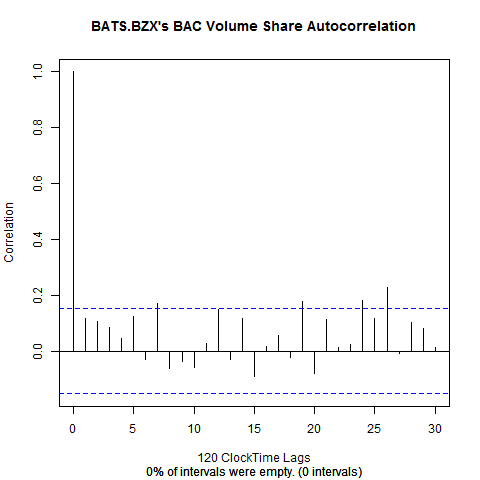 BATS.BZX's BAC Volume Share Autocorrelation
Correlation
1.0
0.8
0.6
0.4
0.2
0.0
0 5 10 15 20 25 30
120 ClockTime Lags
0% of intervals were empty. (0 intervals)